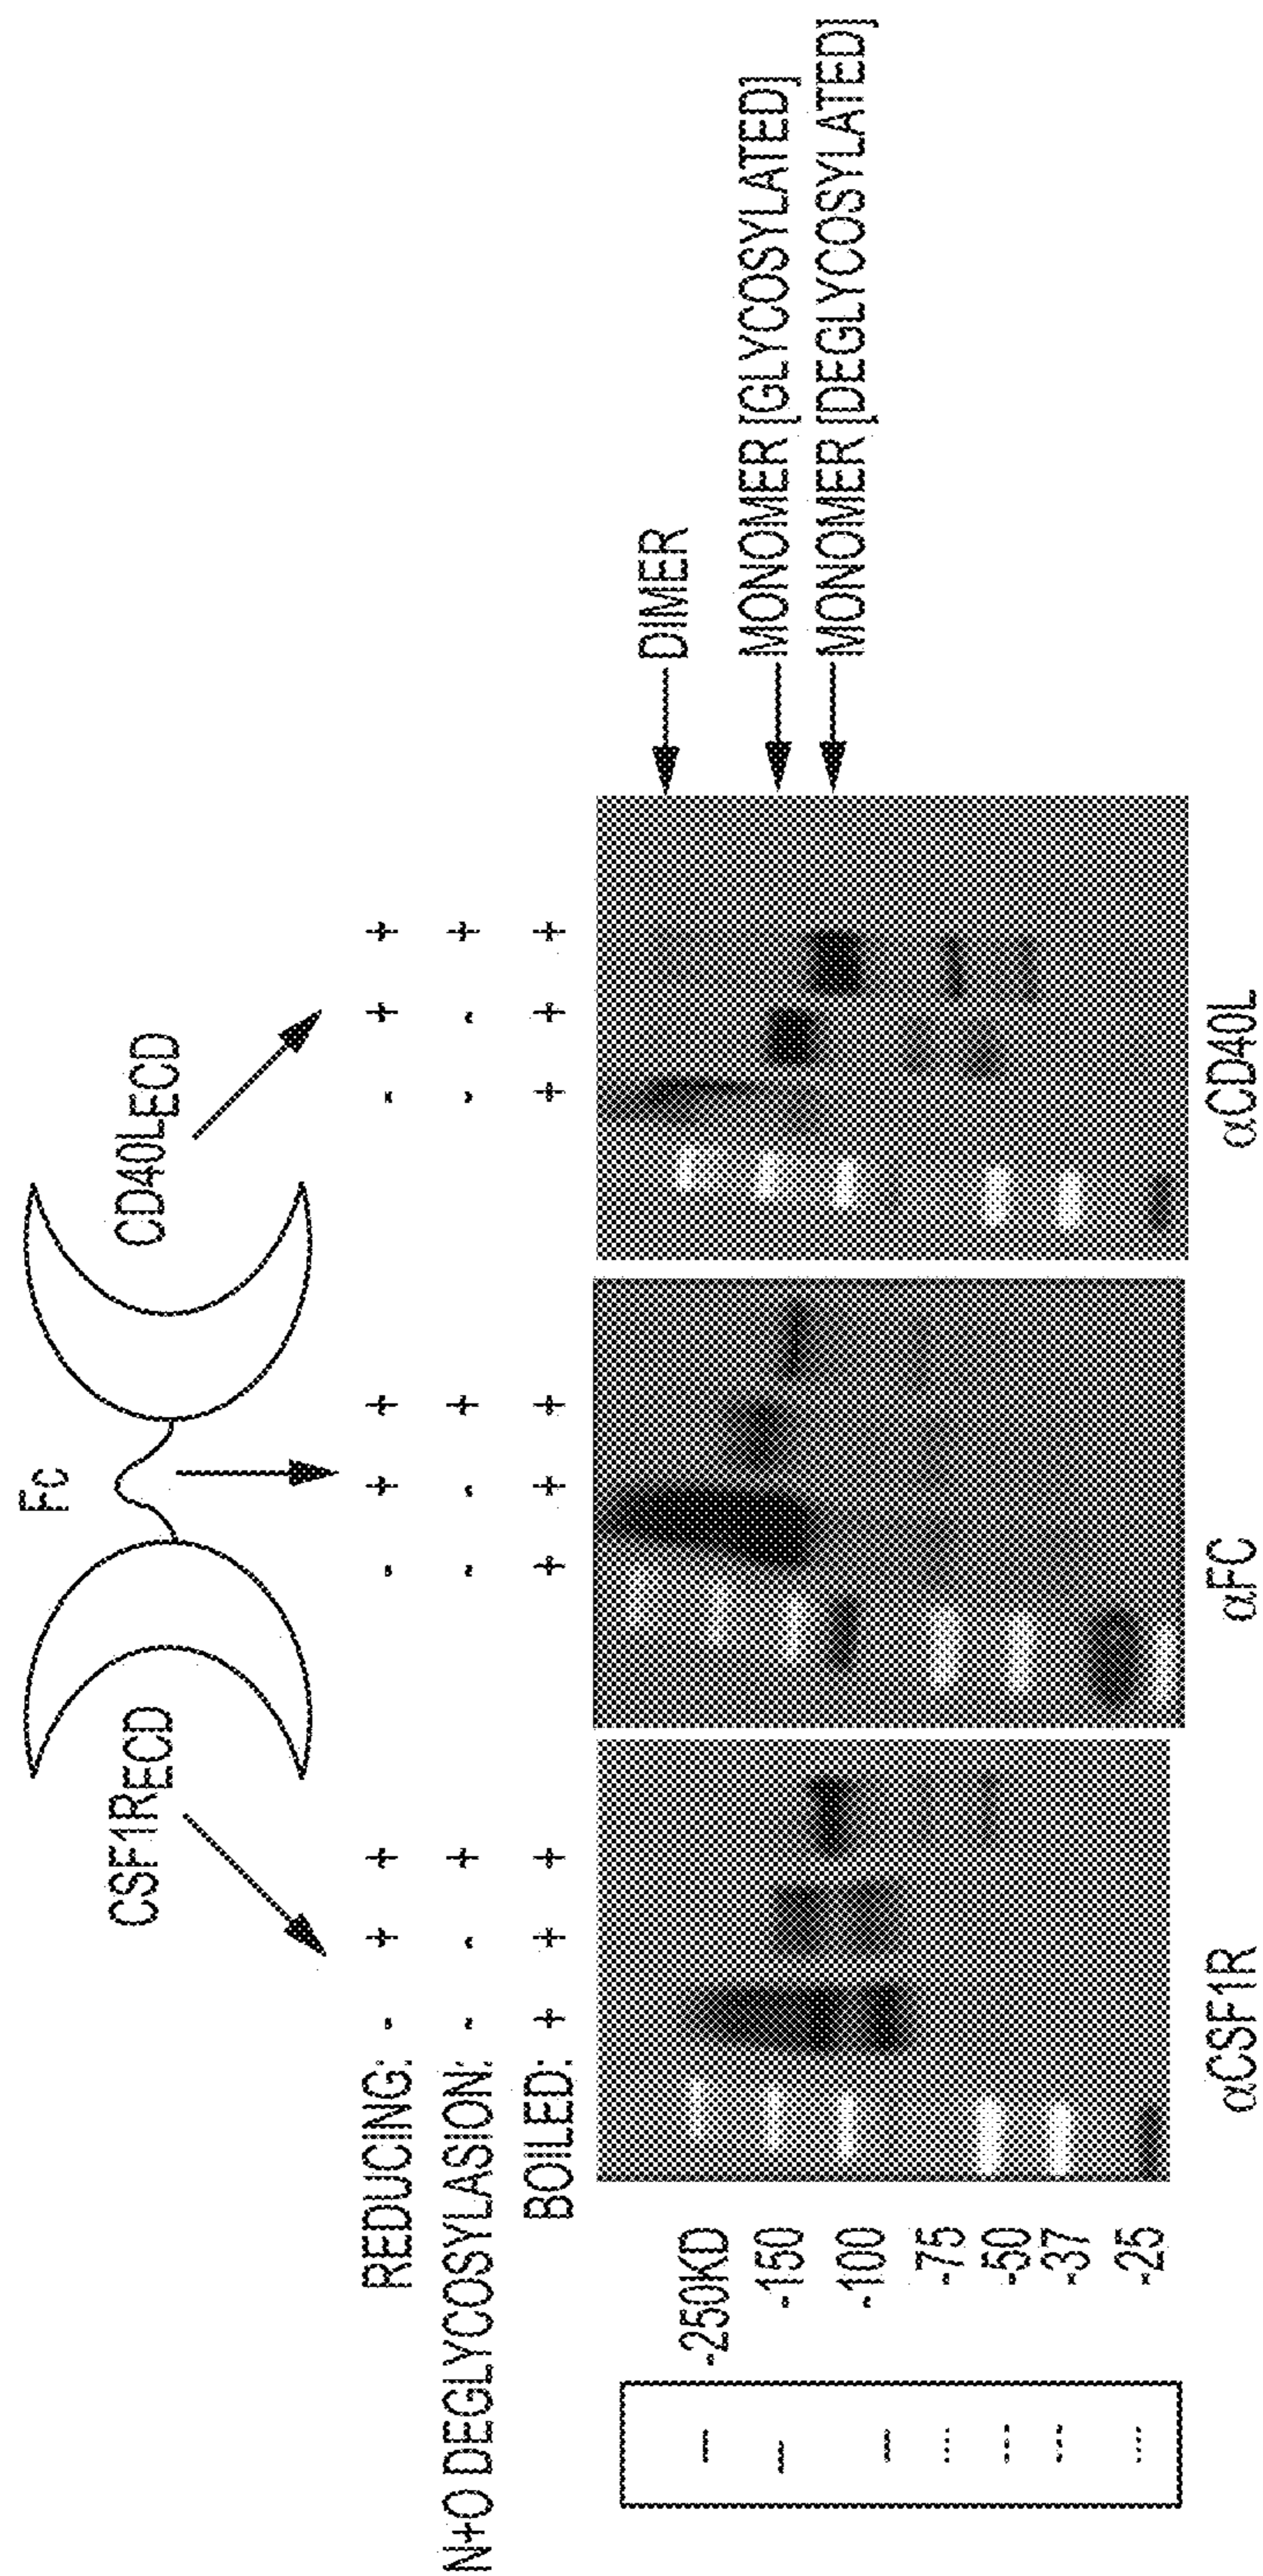 Fc
CSF1RECD
CD40LECD
REDUCING: - + + - + + - + +
N+O DEGLYCOSYLASION: - - + - - + - - +
BOILED: + + + + + + + + +
-250KD
-150
-100
-75
-50
-37
-25
DIMER
MONOMER [GLYCOSYLATED]
MONOMER [DEGLYCOSYLATED]
αCSF1R
αFC
αCD40L